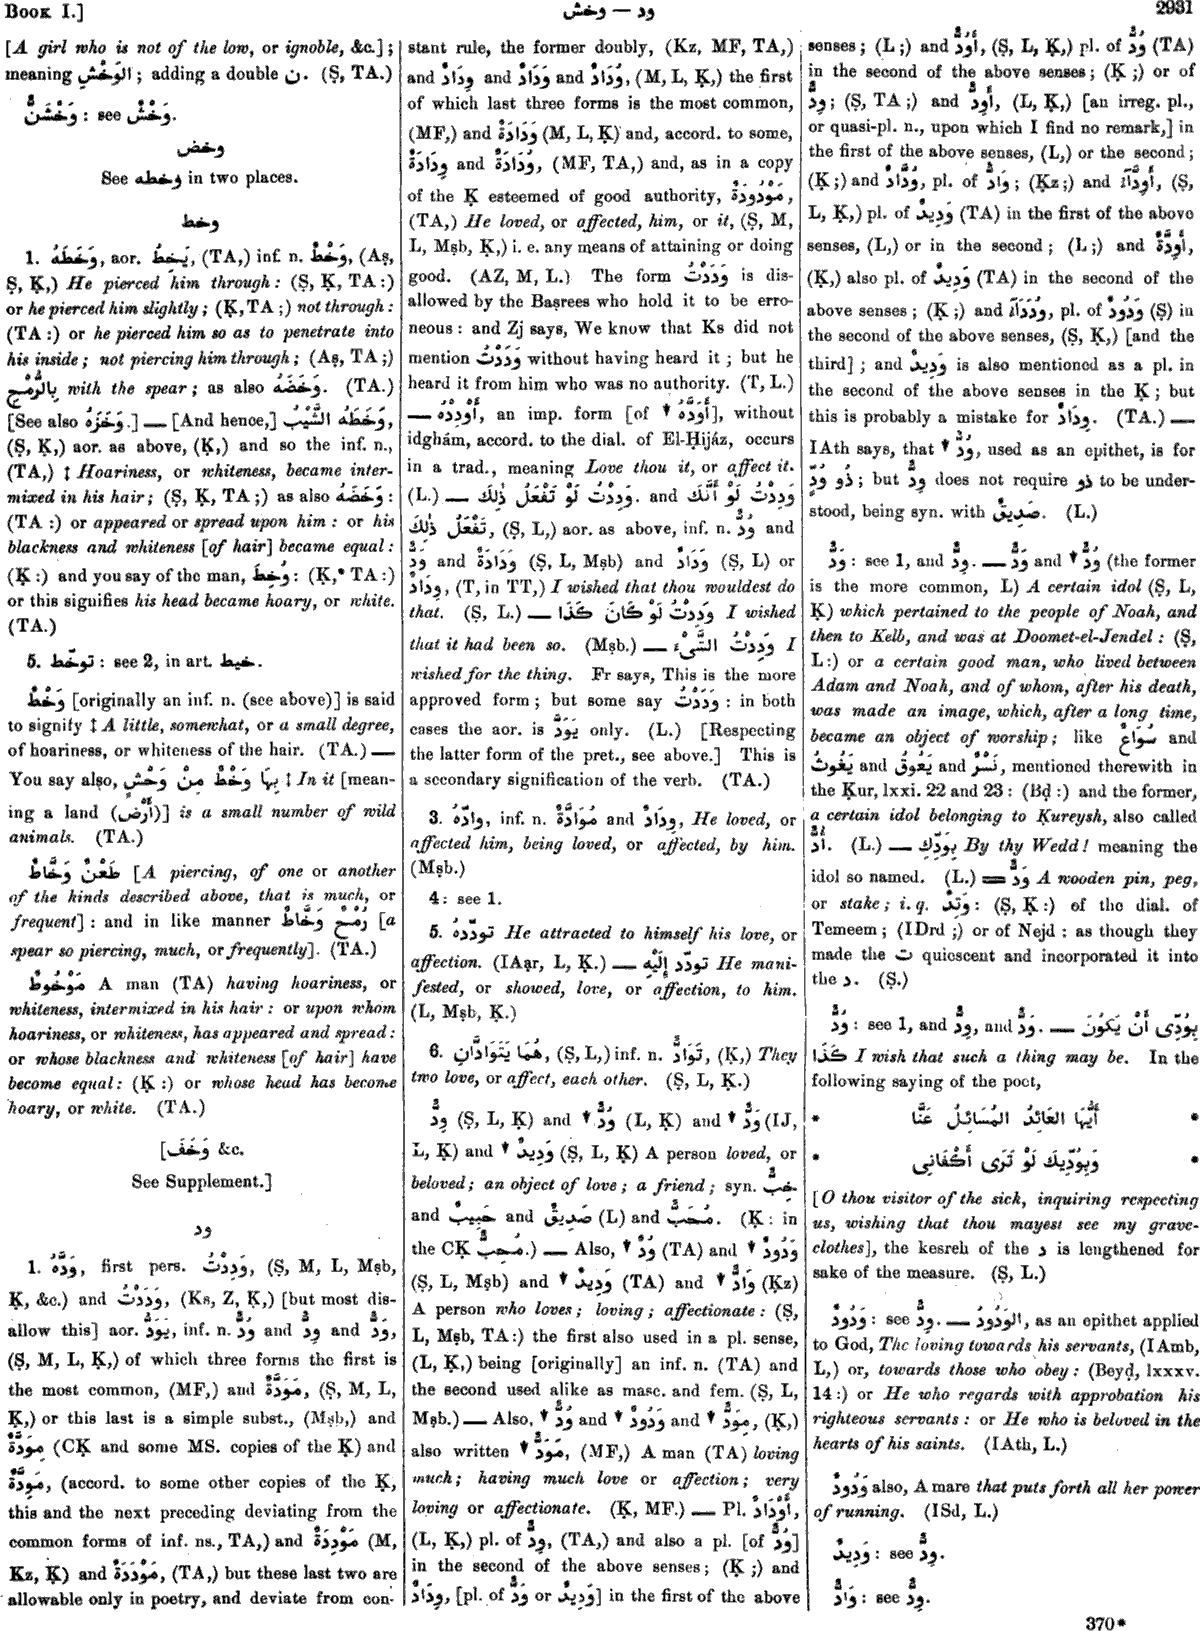 BOOK I.]
وخش — ود
2931
[A girl who is not of the low, or ignoble, &c.];
meaning الوَخْشِ; adding a double ن. (Ṣ, TA.)
وَخْشَنٌّ: see وَخْشٌ.
وخض
See وخطه in two places.
وخط
1. وَخَطَهُ, aor. يَخِطُ, (TA,) inf. n. وَخْطٌ, (Aṣ,
Ṣ, Ḳ,) He pierced him through: (Ṣ, Ḳ, TA:)
or he pierced him slightly; (Ḳ, TA;) not through:
(TA:) or he pierced him so as to penetrate into
his inside; not piercing him through; (Aṣ, TA;)
بِالرُّمْحِ with the spear; as also وَخَضَهُ. (TA.)
[See also وَخَزَهُ.] — [And hence,] وَخَطَهُ الشَّيْبُ,
(Ṣ, Ḳ,) aor. as above, (Ḳ,) and so the inf. n.,
(TA,) ‡ Hoariness, or whiteness, became inter-
mixed in his hair; (Ṣ, Ḳ, TA;) as also وَخَضَهُ:
(TA:) or appeared or spread upon him: or his
blackness and whiteness [of hair] became equal:
(Ḳ:) and you say of the man, وُخِطَ: (Ḳ,* TA:)
or this signifies his head became hoary, or white.
(TA.)
5. توخّط: see 2, in art. خيط.
وَخْطٌ [originally an inf. n. (see above)] is said
to signify ‡ A little, somewhat, or a small degree,
of hoariness, or whiteness of the hair. (TA.) —
You say also, بِهَا وَخْطٌ مِنْ وَحْشٍ ‡ In it [mean-
ing a land (أَرْض)] is a small number of wild
animals. (TA.)
طَعْنٌ وَخَّاطٌ [A piercing, of one or another
of the kinds described above, that is much, or
frequent]: and in like manner رُمْحٌ وَخَّاطٌ [a
spear so piercing, much, or frequently]. (TA.)
مَوْخُوطٌ A man (TA) having hoariness, or
whiteness, intermixed in his hair: or upon whom
hoariness, or whiteness, has appeared and spread:
or whose blackness and whiteness [of hair] have
become equal: (Ḳ:) or whose head has become
hoary, or white. (TA.)
[وَخَفَ &c.
See Supplement.]
ود
1. وَدَّهُ, first pers. وَدِدْتُ, (Ṣ, M, L, Mṣb,
Ḳ, &c.) and وَدَدْتُ, (Ks, Z, Ḳ,) [but most dis-
allow this] aor. يَوَدُّ, inf. n. وُدٌّ and وِدٌّ and وَدٌّ,
(Ṣ, M, L, Ḳ,) of which three forms the first is
the most common, (MF,) and مَوَدَّةٌ, (Ṣ, M, L,
Ḳ,) or this last is a simple subst., (Mṣb,) and
مِوَدَّةٌ (CḲ and some MS. copies of the Ḳ) and
مَوِدَّةٌ, (accord. to some other copies of the Ḳ,
this and the next preceding deviating from the
common forms of inf. ns., TA,) and مَوْدِدَةٌ (M,
Kz, Ḳ) and مَوْدَدَةٌ, (TA,) but these last two are
allowable only in poetry, and deviate from con-
stant rule, the former doubly, (Kz, MF, TA,)
and وِدَادٌ and وَدَادٌ and وُدَادٌ, (M, L, Ḳ,) the first
of which last three forms is the most common,
(MF,) and وَدَادَةٌ (M, L, Ḳ) and, accord. to some,
وِدَادَةٌ and وُدَادَةٌ, (MF, TA,) and, as in a copy
of the Ḳ esteemed of good authority, مَوْدُودَةٌ,
(TA,) He loved, or affected, him, or it, (Ṣ, M,
L, Mṣb, Ḳ,) i. e. any means of attaining or doing
good. (AZ, M, L.) The form وَدَدْتُ is dis-
allowed by the Baṣrees who hold it to be erro-
neous: and Zj says, We know that Ks did not
mention وَدَدْتُ without having heard it; but he
heard it from him who was no authority. (T, L.)
— أَوْدِدْهُ, an imp. form [of ▼ أَوَدَّهُ], without
idghám, accord. to the dial. of El-Ḥijáz, occurs
in a trad., meaning Love thou it, or affect it.
(L.) — وَدِدْتُ لَوْ تَفْعَلُ ذٰلِكَ. and وَدِدْتُ لَوْ أَنَّكَ
تَفْعَلُ ذٰلِكَ, (Ṣ, L,) aor. as above, inf. n. وُدٌّ and
وَدٌّ and وَدَادَةٌ (Ṣ, L, Mṣb) and وَدَادٌ (Ṣ, L) or
وِدَادٌ, (T, in TT,) I wished that thou wouldest do
that. (Ṣ, L.) — وَدِدْتُ لَوْ كَانَ كَذَا I wished
that it had been so. (Mṣb.) — وَدِدْتُ الشَّىْءَ I
wished for the thing. Fr says, This is the more
approved form; but some say وَدَدْتُ: in both
cases the aor. is يَوَدُّ only. (L.) [Respecting
the latter form of the pret., see above.] This is
a secondary signification of the verb. (TA.)
3. وادّهُ, inf. n. مُوَادَّةٌ and وِدَادٌ, He loved, or
affected him, being loved, or affected, by him.
(Mṣb.)
4: see 1.
5. تودّدهُ He attracted to himself his love, or
affection. (IAạr, L, Ḳ.) — تودّد إِلَيْهِ He mani-
fested, or showed, love, or affection, to him.
(L, Mṣb, Ḳ.)
6. هُمَا يَتَوَادَّانِ, (Ṣ, L,) inf. n. تَوَادٌّ, (Ḳ,) They
two love, or affect, each other. (Ṣ, L, Ḳ.)
وِدٌّ (Ṣ, L, Ḳ) and ▼ وُدٌّ (L, Ḳ) and ▼ وَدٌّ (IJ,
L, Ḳ) and ▼ وَدِيدٌ (Ṣ, L, Ḳ) A person loved, or
beloved; an object of love; a friend; syn. حِبٌّ
and حَبِيبٌ and صَدِيقٌ (L) and مُحَبٌّ. (Ḳ: in
the CḲ مُحِبٌّ.) — Also, ▼ وُدٌّ (TA) and ▼ وَدُودٌ
(Ṣ, L, Mṣb) and ▼ وَدِيدٌ (TA) and ▼ وَادٌّ (Kz)
A person who loves; loving; affectionate: (Ṣ,
L, Mṣb, TA:) the first also used in a pl. sense,
(L, Ḳ,) being [originally] an inf. n. (TA) and
the second used alike as masc. and fem. (Ṣ, L,
Mṣb.) — Also, ▼ وُدٌّ and ▼ وَدُودٌ and ▼ مِوَدٌّ, (Ḳ,)
also written ▼ مَوَدٌّ, (MF,) A man (TA) loving
much; having much love or affection; very
loving or affectionate. (Ḳ, MF.) — Pl. أَوْدَادٌ,
(L, Ḳ,) pl. of وِدٌّ, (TA,) and also a pl. [of وُدٌّ]
in the second of the above senses; (Ḳ;) and
وِدَادٌ, [pl. of وَدٌّ or وَدِيدٌ] in the first of the above
senses; (L;) and أَوُدٌّ, (Ṣ, L, Ḳ,) pl. of وُدٌّ (TA)
in the second of the above senses; (Ḳ;) or of
وِدٌّ; (Ṣ, TA;) and أَوِدٌّ, (L, Ḳ,) [an irreg. pl.,
or quasi-pl. n., upon which I find no remark,] in
the first of the above senses, (L,) or the second;
(Ḳ;) and وُدَّادٌ, pl. of وَادٌّ; (Kz;) and أَوِدَّآءُ, (Ṣ,
L, Ḳ,) pl. of وَدِيدٌ (TA) in the first of the above
senses, (L,) or in the second; (L;) and أَوِدَّةٌ,
(Ḳ,) also pl. of وَدِيدٌ (TA) in the second of the
above senses; (Ḳ;) and وُدَدَآءُ, pl. of وَدُودٌ (Ṣ) in
the second of the above senses, (Ṣ, Ḳ,) [and the
third]; and وَدِيدٌ is also mentioned as a pl. in
the second of the above senses in the Ḳ; but
this is probably a mistake for وِدَادٌ. (TA.) —
IAth says, that ▼ وُدٌّ, used as an epithet, is for
ذُو وُدٍّ; but وِدٌّ does not require ذو to be under-
stood, being syn. with صَدِيقٌ. (L.)
وَدٌّ: see 1, and وِدٌّ. — وَدٌّ and ▼ وُدٌّ (the former
is the more common, L) A certain idol (Ṣ, L,
Ḳ) which pertained to the people of Noah, and
then to Kelb, and was at Doomet-el-Jendel: (Ṣ,
L:) or a certain good man, who lived between
Adam and Noah, and of whom, after his death,
was made an image, which, after a long time,
became an object of worship; like سُوَاعٌ and
يَغُوثُ and يَعُوقُ and نَسْرٌ, mentioned therewith in
the Ḳur, lxxi. 22 and 23: (Bḍ:) and the former,
a certain idol belonging to Ḳureysh, also called
أُدٌّ. (L.) — بِوَدِّكِ By thy Wedd! meaning the
idol so named. (L.) = وَدٌّ A wooden pin, peg,
or stake; i. q. وَتِدٌ: (Ṣ, Ḳ:) of the dial. of
Temeem; (IDrd;) or of Nejd: as though they
made the ت quiescent and incorporated it into
the د. (Ṣ.)
وُدٌّ: see 1, and وِدٌّ, and وَدٌّ. — بِوُدِّى أَنْ يَكُونَ
كَذَا I wish that such a thing may be. In the
following saying of the poet,
* أَيُّهَا العَائِدُ المُسَائِلُ عَنَّا *
* وَبِوُدِّيكَ لَوْ تَرَى أَكْفَانِى *
[O thou visitor of the sick, inquiring respecting
us, wishing that thou mayest see my grave-
clothes], the kesreh of the د is lengthened for
sake of the measure. (Ṣ, L.)
وَدُودٌ: see وِدٌّ. — الوَدُودُ, as an epithet applied
to God, The loving towards his servants, (IAmb,
L,) or, towards those who obey: (Beyḍ, lxxxv.
14:) or He who regards with approbation his
righteous servants: or He who is beloved in the
hearts of his saints. (IAth, L.)
وَدُودٌ also, A mare that puts forth all her power
of running. (ISd, L.)
وَدِيدٌ: see وِدٌّ.
وَادٌّ: see وِدٌّ.
370*